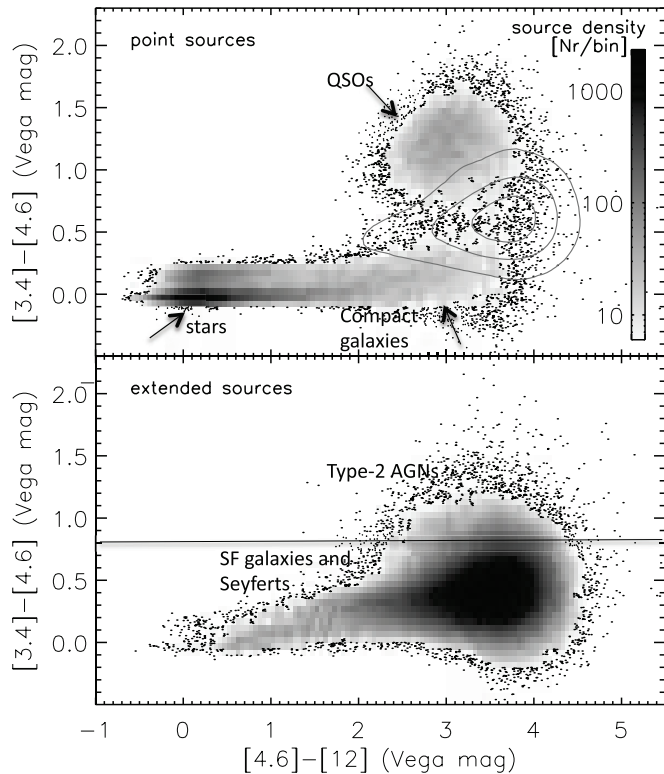 point sources
source density
[Nr/bin]
QSOs
1000
100
10
stars
Compact
galaxies
2.0
1.5
1.0
0.5
0.0
[3.4]−[4.6] (Vega mag)
extended sources
Type-2 AGNs
SF galaxies and
Seyferts
2.0
1.5
1.0
0.5
0.0
[3.4]−[4.6] (Vega mag)
−1 0 1 2 3 4 5
[4.6]−[12] (Vega mag)